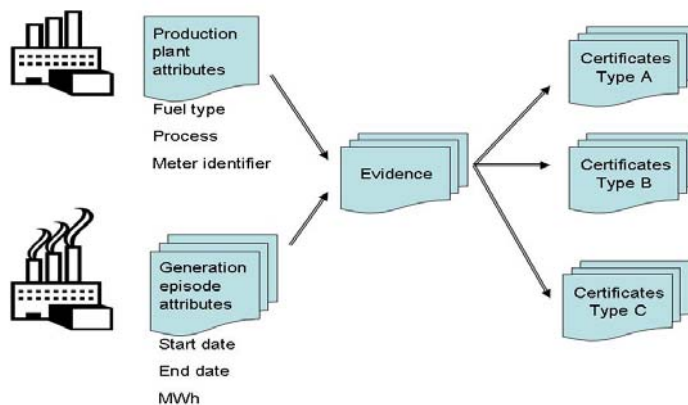 Production
plant
attributes
Fuel type
Process
Meter identifier
Generation
episode
attributes
Start date
End date
MWh
Evidence
Certificates
Type A
Certificates
Type B
Certificates
Type C